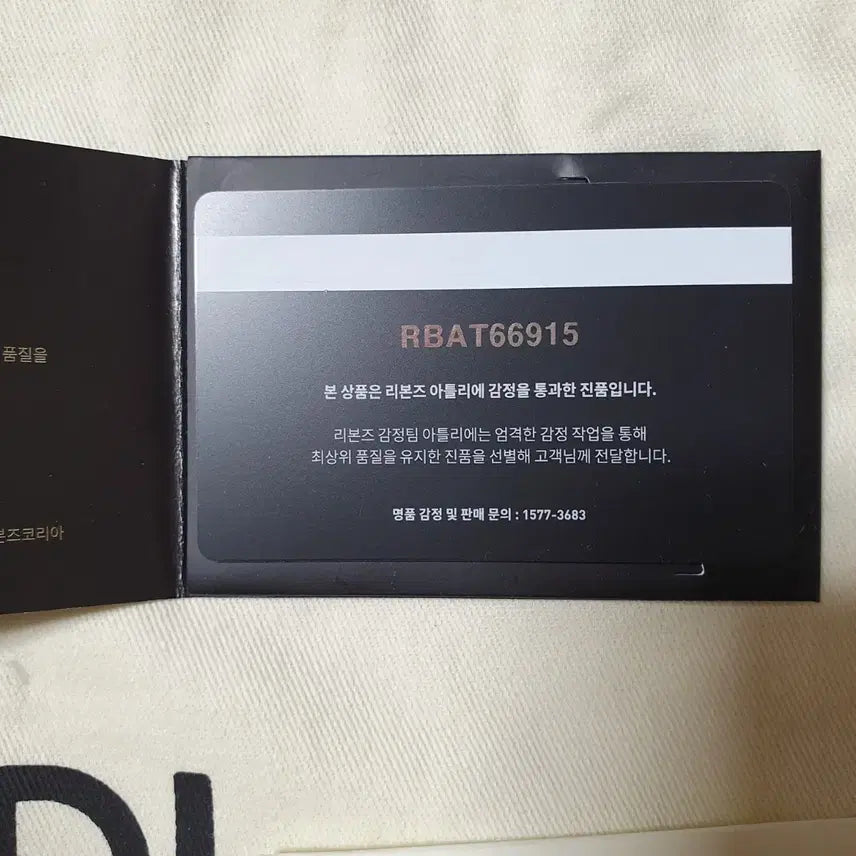 품질을
본즈코리아
RBAT66915
본 상품은 리본즈 아틀리에 감정을 통과한 진품입니다.
리본즈 감정팀 아틀리에는 엄격한 감정 작업을 통해
최상위 품질을 유지한 진품을 선별해 고객님께 전달합니다.
명품 감정 및 판매 문의 : 1577-3683
DI